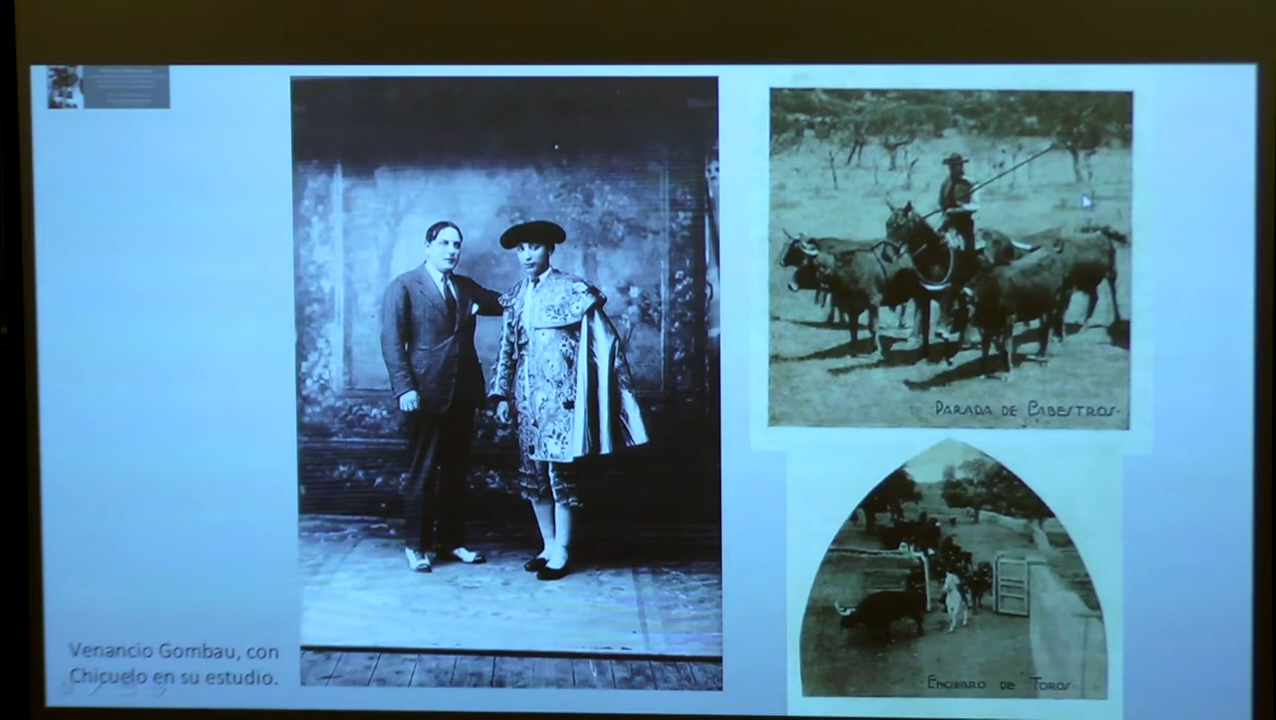 Venancio Gombau, con
Chicuelo en su estudio.
PARADA DE CABESTROS-
·ENCIERRO DE TOROS·